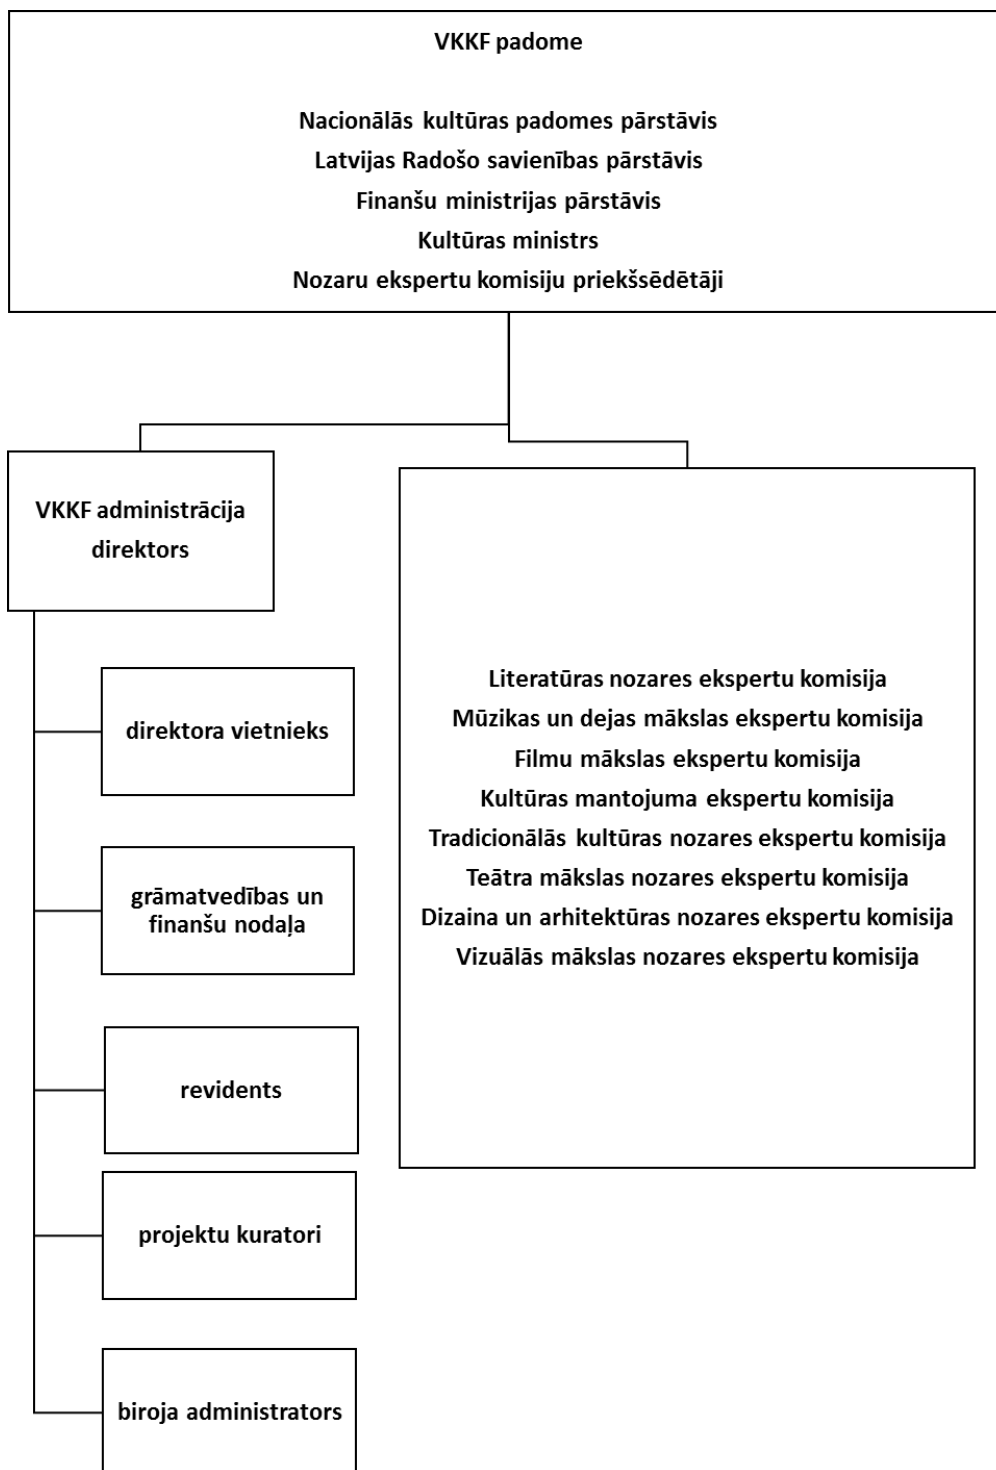 VKKF padome
Nacionālās kultūras padomes pārstāvis
Latvijas Radošo savienības pārstāvis
Finanšu ministrijas pārstāvis
Kultūras ministrs
Nozaru ekspertu komisiju priekšsēdētāji
VKKF administrācija
direktors
direktora vietnieks
grāmatvedības un
finanšu nodaļa
revidents
projektu kuratori
biroja administrators
Literatūras nozares ekspertu komisija
Mūzikas un dejas mākslas ekspertu komisija
Filmu mākslas ekspertu komisija
Kultūras mantojuma ekspertu komisija
Tradicionālās kultūras nozares ekspertu komisija
Teātra mākslas nozares ekspertu komisija
Dizaina un arhitektūras nozares ekspertu komisija
Vizuālās mākslas nozares ekspertu komisija